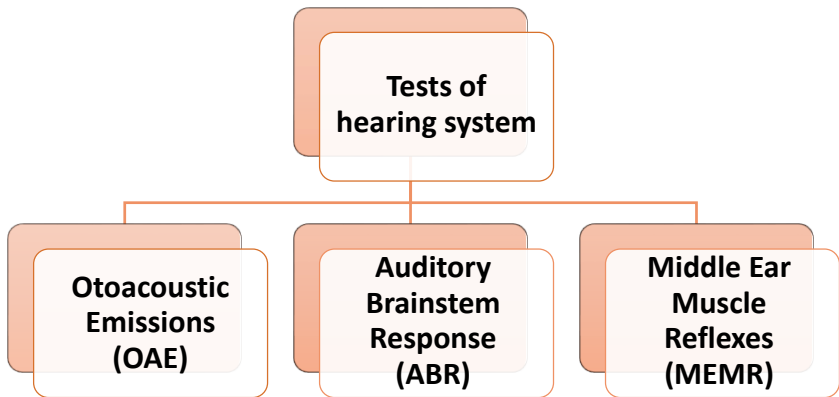 Tests of
hearing system
Otoacoustic
Emissions
(OAE)
Auditory
Brainstem
Response
(ABR)
Middle Ear
Muscle
Reflexes
(MEMR)